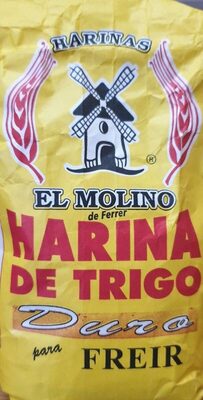 HARINAS
®
EL MOLINO
de Ferrer
HARINA
DE TRIGO
Duro
para FREIR